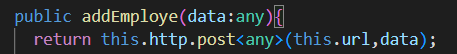 public addEmploye(data:any){
return this.http.post<any>(this.url,data);